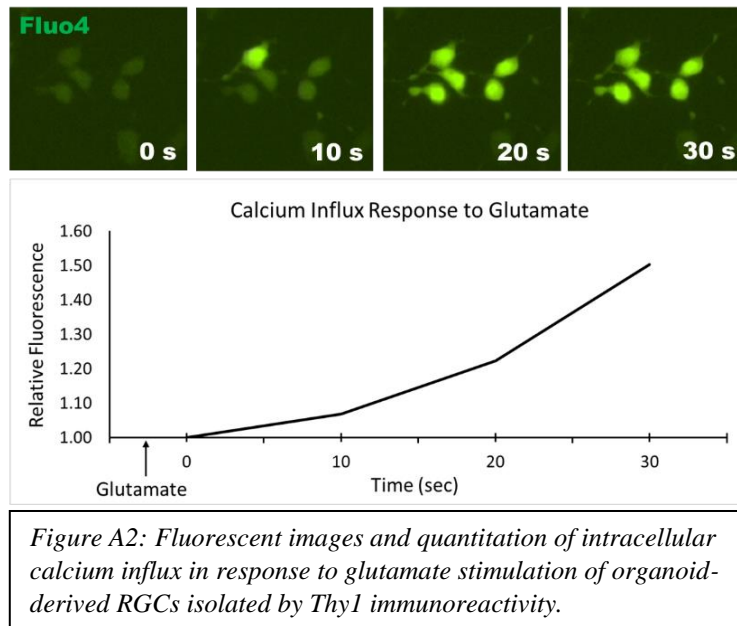 Fluo4
0 s
10 s
20 s
30 s
Calcium Influx Response to Glutamate
1.60
1.50
1.40
1.30
1.20
1.10
1.00
Relative Fluorescence
0
10
20
30
Glutamate
Time (sec)
Figure A2: Fluorescent images and quantitation of intracellular
calcium influx in response to glutamate stimulation of organoid-
derived RGCs isolated by Thy1 immunoreactivity.